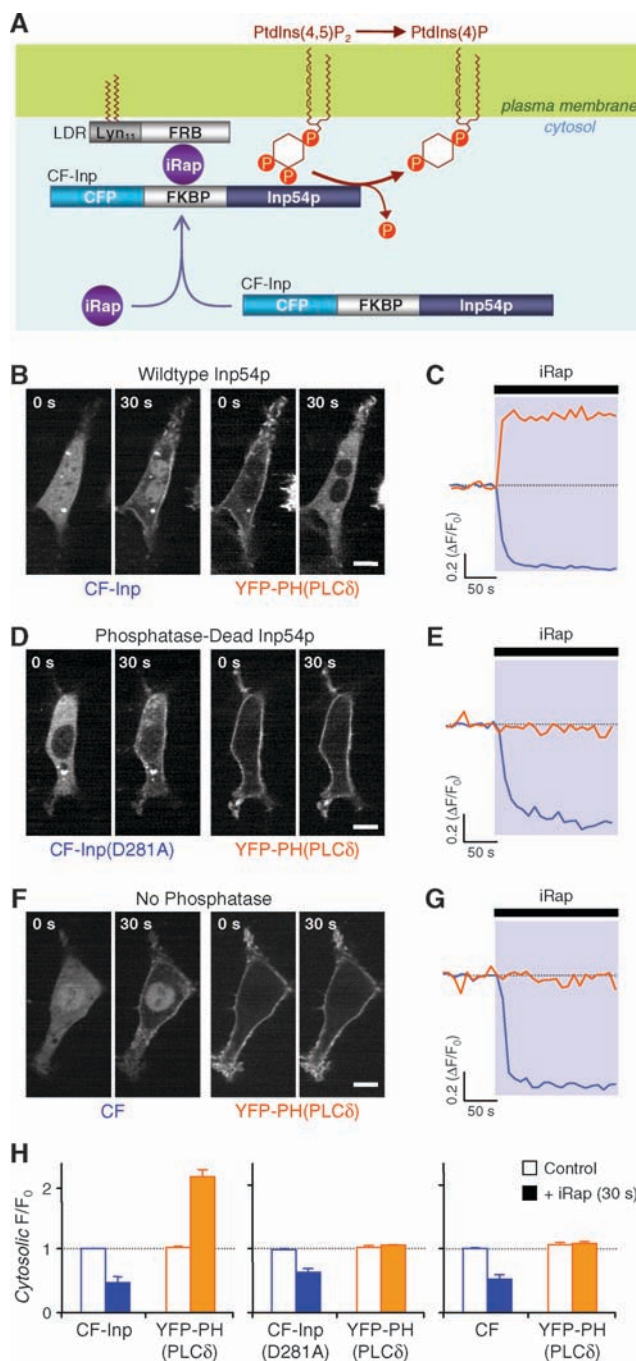 A
PtdIns(4,5)P2 PtdIns(4)P
plasma membrane
cytosol
LDR Lyn11 FRB
iRap
P P P P P P
CF-Inp
CFP FKBP Inp54p
iRap
CF-Inp
CFP FKBP Inp54p
B Wildtype Inp54p
0 s 30 s 0 s 30 s
CF-Inp YFP-PH(PLCδ)
C iRap
0.2 (ΔF/F0)
50 s
D Phosphatase-Dead Inp54p
0 s 30 s 0 s 30 s
CF-Inp(D281A) YFP-PH(PLCδ)
E iRap
0.2 (ΔF/F0)
50 s
F No Phosphatase
0 s 30 s 0 s 30 s
CF YFP-PH(PLCδ)
G iRap
0.2 (ΔF/F0)
50 s
H
Cytosolic F/F0
2
1
0
Control
+ iRap (30 s)
CF-Inp YFP-PH (PLCδ)
CF-Inp (D281A) YFP-PH (PLCδ)
CF YFP-PH (PLCδ)